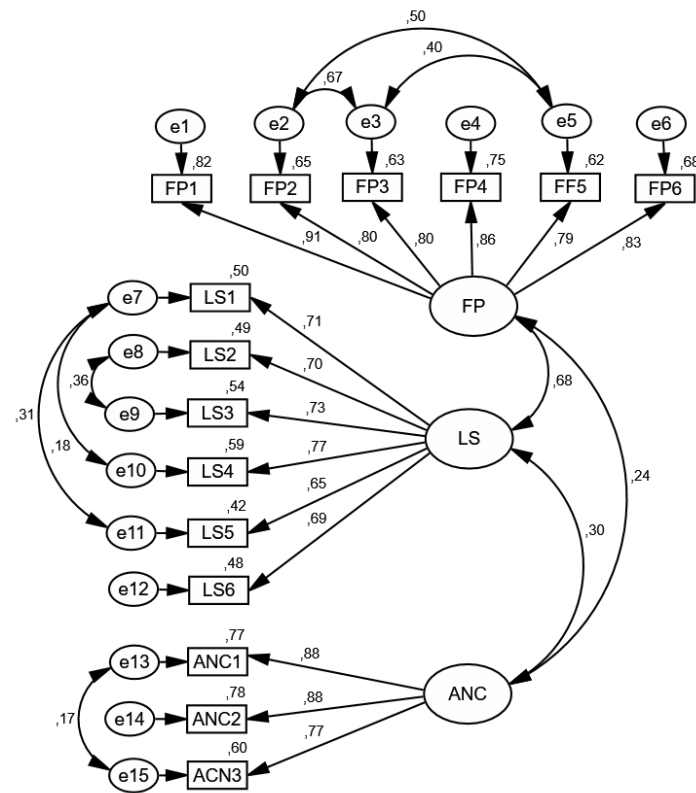 ,50
,40
,67
e1 e2 e3 e4 e5 e6
,82 ,65 ,63 ,75 ,62 ,68
FP1 FP2 FP3 FP4 FF5 FP6
,91 ,80 ,80 ,86 ,79 ,83
FP
,50
e7 LS1
,71
,49
e8 LS2
,70
,36
,68
,54
e9 LS3
,73
,31
LS
,18
,59
e10 LS4
,77
,24
,65
,42
e11 LS5
,69
,30
,48
e12 LS6
,77
e13 ANC1
,88
ANC
,78
e14 ANC2
,88
,17
,77
,60
e15 ACN3